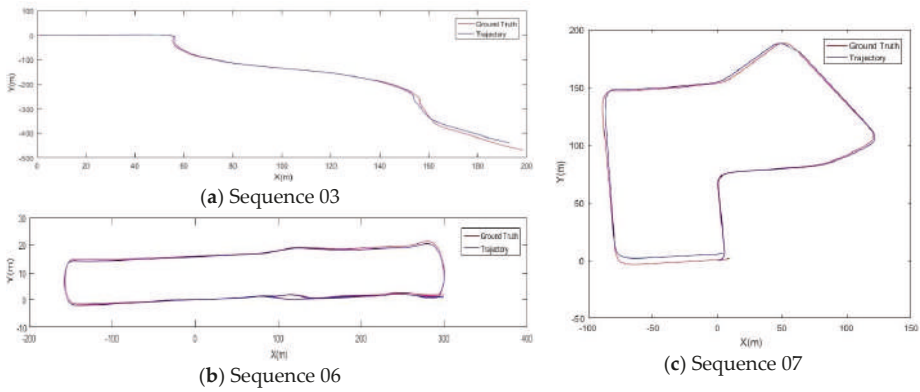 100
0
-100
-200
-300
-400
-500
Y(m)
0 20 40 60 80 100 120 140 160 180 200
X(m)
Ground Truth
Trajectory
(a) Sequence 03
30
20
10
0
-10
Y(m)
-200 -100 0 100 200 300 400
X(m)
Ground Truth
Trajectory
(b) Sequence 06
200
150
100
50
0
-50
Y(m)
-100 -50 0 50 100 150
X(m)
Ground Truth
Trajectory
(c) Sequence 07